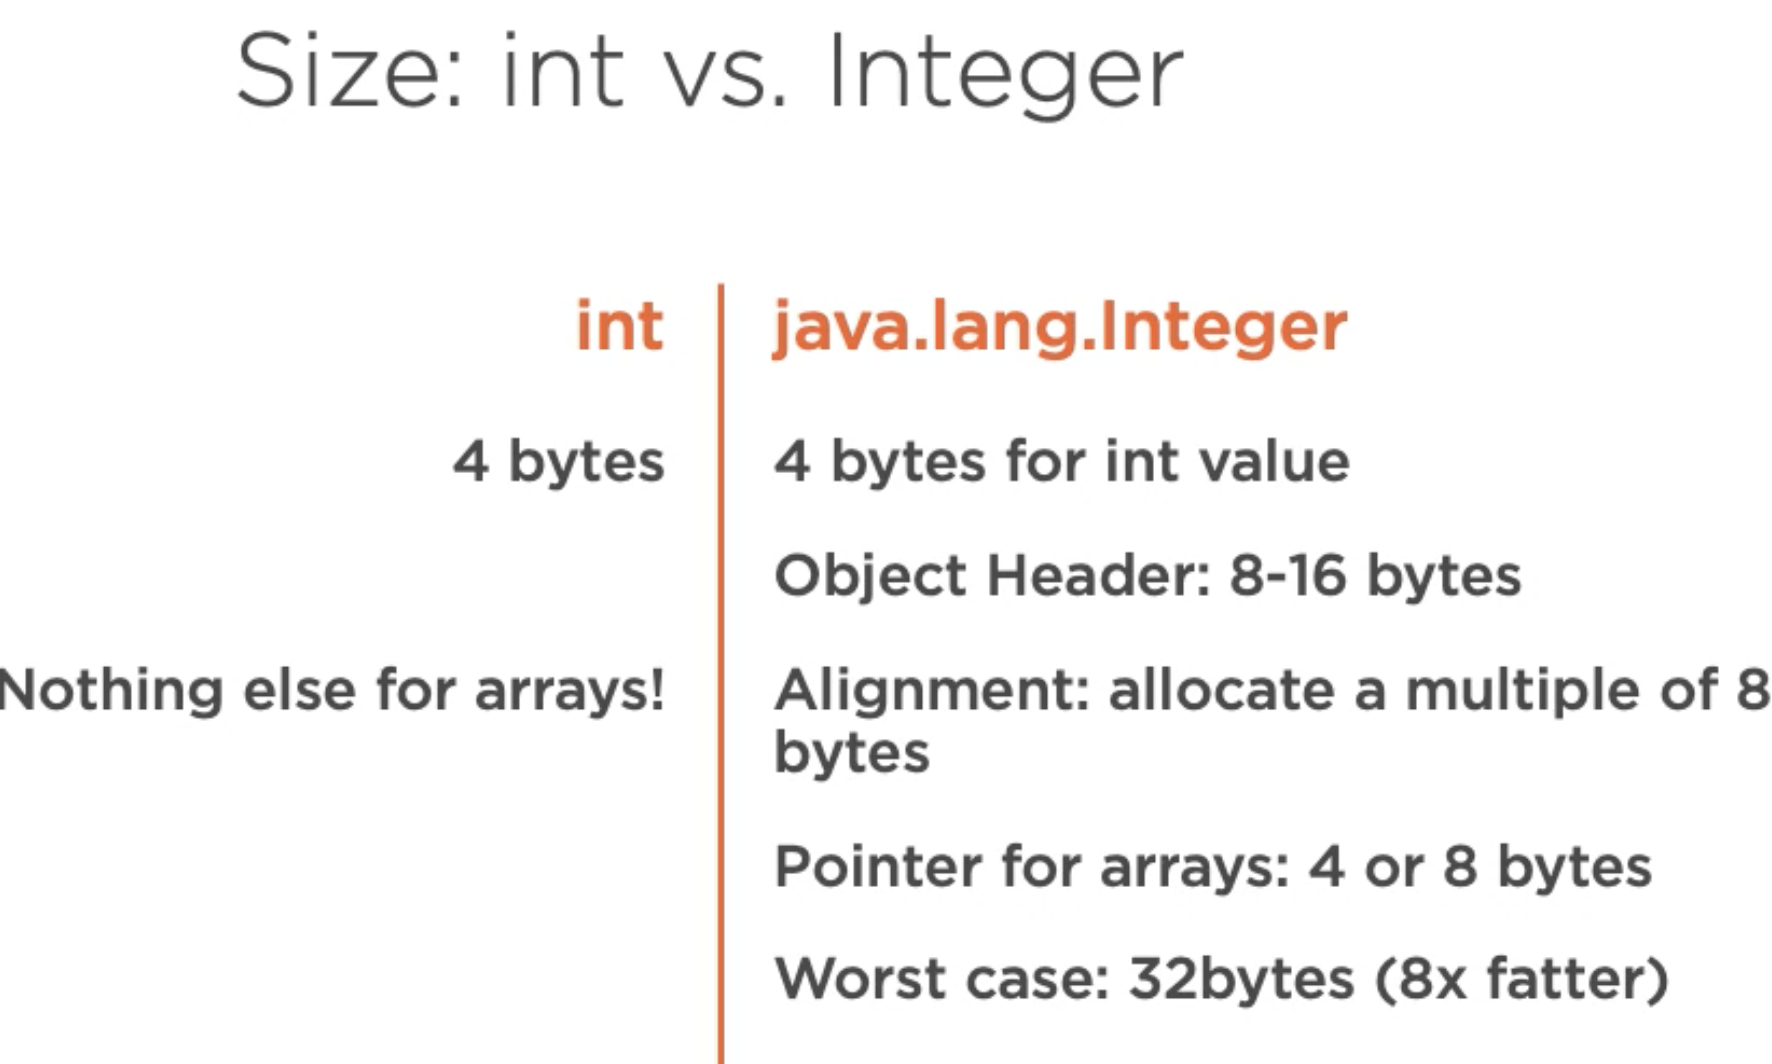 Size: int vs. Integer
int
4 bytes
Nothing else for arrays!
java.lang.Integer
4 bytes for int value
Object Header: 8-16 bytes
Alignment: allocate a multiple of 8
bytes
Pointer for arrays: 4 or 8 bytes
Worst case: 32bytes (8x fatter)